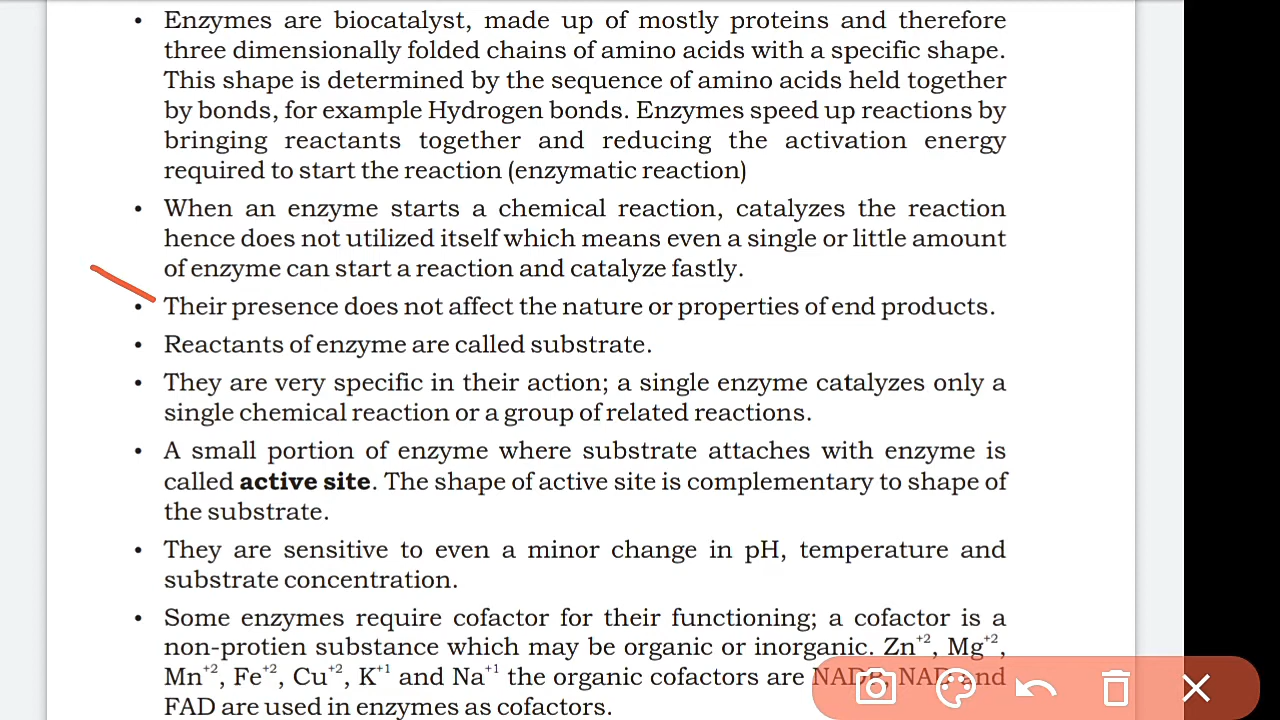 • Enzymes are biocatalyst, made up of mostly proteins and therefore
three dimensionally folded chains of amino acids with a specific shape.
This shape is determined by the sequence of amino acids held together
by bonds, for example Hydrogen bonds. Enzymes speed up reactions by
bringing reactants together and reducing the activation energy
required to start the reaction (enzymatic reaction)
• When an enzyme starts a chemical reaction, catalyzes the reaction
hence does not utilized itself which means even a single or little amount
of enzyme can start a reaction and catalyze fastly.
• Their presence does not affect the nature or properties of end products.
• Reactants of enzyme are called substrate.
• They are very specific in their action; a single enzyme catalyzes only a
single chemical reaction or a group of related reactions.
• A small portion of enzyme where substrate attaches with enzyme is
called active site. The shape of active site is complementary to shape of
the substrate.
• They are sensitive to even a minor change in pH, temperature and
substrate concentration.
• Some enzymes require cofactor for their functioning; a cofactor is a
non-protien substance which may be organic or inorganic. Zn⁺², Mg⁺²,
Mn⁺², Fe⁺², Cu⁺², K⁺¹ and Na⁺¹ the organic cofactors are NADP, NAD and
FAD are used in enzymes as cofactors.